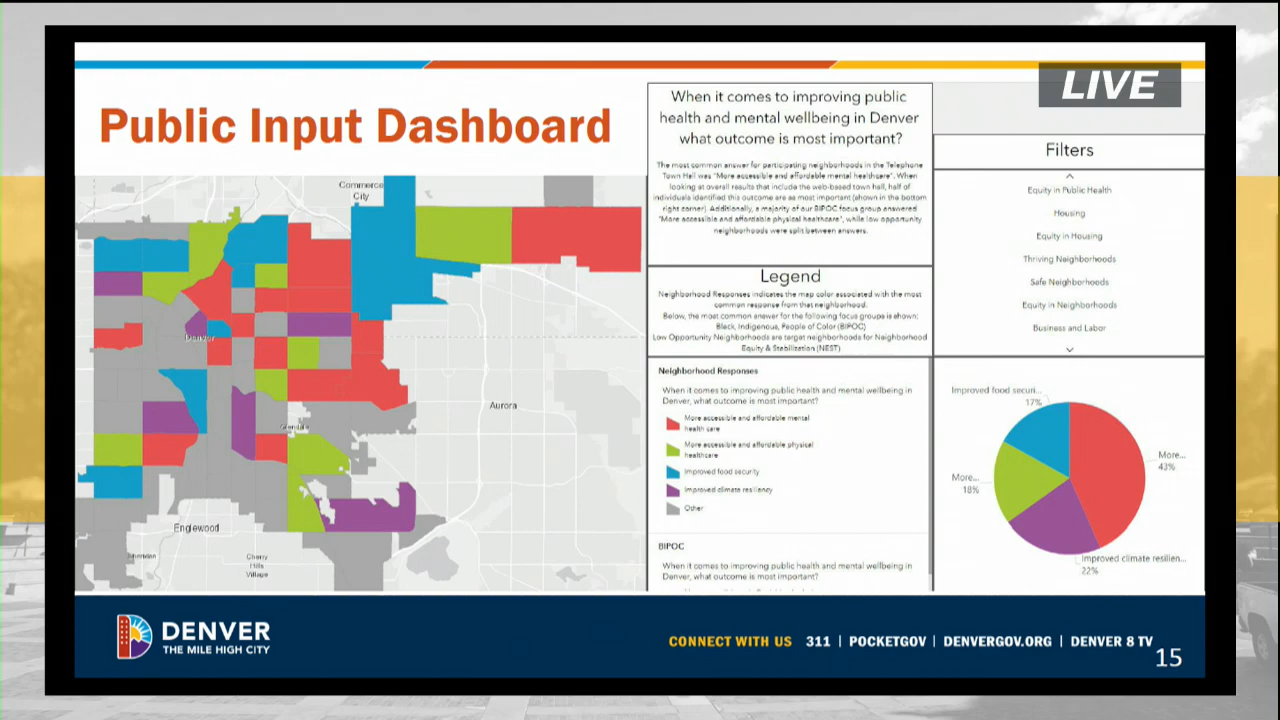 LIVE
Public Input Dashboard
When it comes to improving public
health and mental wellbeing in Denver
what outcome is most important?
The most common answer for participating neighborhoods in the Telephone
Town Hall was "More accessible and affordable mental healthcare". When
looking at overall results that include the web-based town hall, half of
individuals identified this outcome are as most important (shown in the bottom
right corner). Additionally, a majority of our BIPOC focus group answered
"More accessible and affordable physical healthcare", while low opportunity
neighborhoods were split between answers.
Legend
Neighborhood Responses indicates the map color associated with the most
common response from that neighborhood.
Below, the most common answer for the following focus groups is shown:
Black, Indigenous, People of Color (BIPOC)
Low Opportunity Neighborhoods are target neighborhoods for Neighborhood
Equity & Stabilisation (NEST)
Neighborhood Responses
When it comes to improving public health and mental wellbeing in
Denver, what outcome is most important?
More accessible and affordable mental
health care
More accessible and affordable physical
healthcare
Improved food security
Improved climate resiliency
Other
BIPOC
When it comes to improving public health and mental wellbeing in
Denver, what outcome is most important?
Filters
Equity in Public Health
Housing
Equity in Housing
Thriving Neighborhoods
Safe Neighborhoods
Equity in Neighborhoods
Business and Labor
Improved food securi...
17%
More...
43%
More...
18%
Improved climate resilien...
22%
Commerce
City
Denver
Aurora
Glendale
Englewood
Sheridan
Cherry
Hills
Village
DENVER
THE MILE HIGH CITY
CONNECT WITH US 311 | POCKETGOV | DENVERGOV.ORG | DENVER 8 TV
15